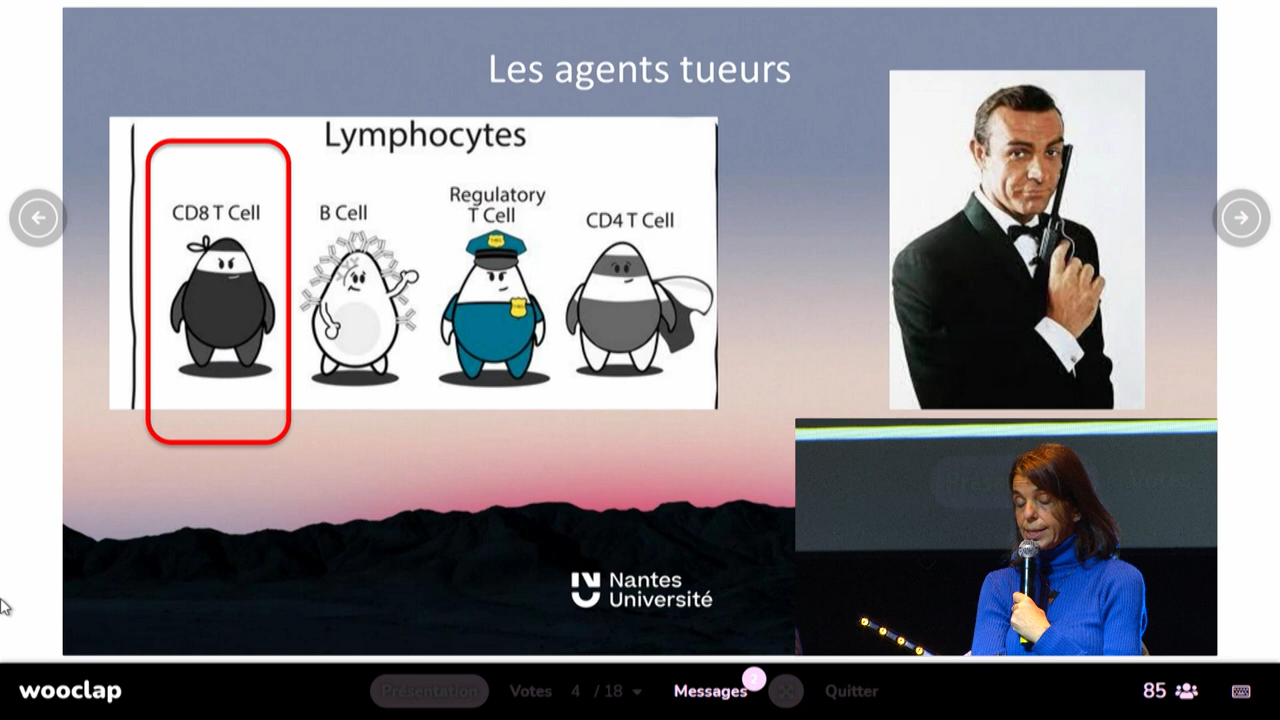 Les agents tueurs
Lymphocytes
CD8 T Cell
B Cell
Regulatory
T Cell
CD4 T Cell
Nantes
Université
wooclap
Présentation
Votes
4 / 18
Messages
2
Quitter
85